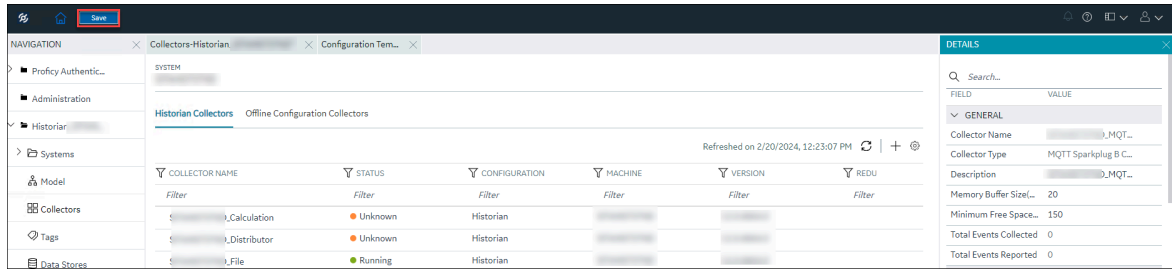 Save
NAVIGATION
Proficy Authentic...
Administration
Historian
Systems
Model
Collectors
Tags
Data Stores
Collectors-Historian
Configuration Tem...
SYSTEM
Historian Collectors
Offline Configuration Collectors
Refreshed on 2/20/2024, 12:23:07 PM
COLLECTOR NAME STATUS CONFIGURATION MACHINE VERSION REDU
Filter Filter Filter Filter Filter Filter
_Calculation Unknown Historian
_Distributor Unknown Historian
_File Running Historian
DETAILS
Search...
FIELD VALUE
GENERAL
Collector Name _MQT...
Collector Type MQTT Sparkplug B C...
Description _MQT...
Memory Buffer Size(... 20
Minimum Free Space... 150
Total Events Collected 0
Total Events Reported 0